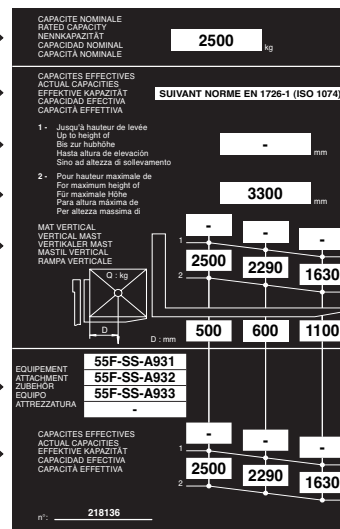 CAPACITE NOMINALE
RATED CAPACITY
NENNKAPAZITÄT
CAPACIDAD NOMINAL
CAPACITÀ NOMINALE
2500 kg
CAPACITES EFFECTIVES
ACTUAL CAPACITIES
EFFEKTIVE KAPAZITÄT
CAPACIDAD EFECTIVA
CAPACITÀ EFFETTIVA
SUIVANT NORME EN 1726-1 (ISO 1074)
1 - Jusqu'à hauteur de levée
Up to height of
Bis zur hubhöhe
Hasta altura de elevación
Sino ad altezza di sollevamento
- mm
2 - Pour hauteur maximale de
For maximum height of
Für maximale Höhe
Para altura máxima de
Per altezza massima di
3300 mm
MAT VERTICAL
VERTICAL MAST
VERTIKALER MAST
MASTIL VERTICAL
RAMPA VERTICALE
1 - - -
2 2500 2290 1630
Q : kg
D
D : mm 500 600 1100
EQUIPEMENT
ATTACHMENT
ZUBEHÖR
EQUIPO
ATTREZZATURA
55F-SS-A931
55F-SS-A932
55F-SS-A933
-
CAPACITES EFFECTIVES
ACTUAL CAPACITIES
EFFEKTIVE KAPAZITÄT
CAPACIDAD EFECTIVA
CAPACITÀ EFFETTIVA
1 - - -
2 2500 2290 1630
n°: 218136